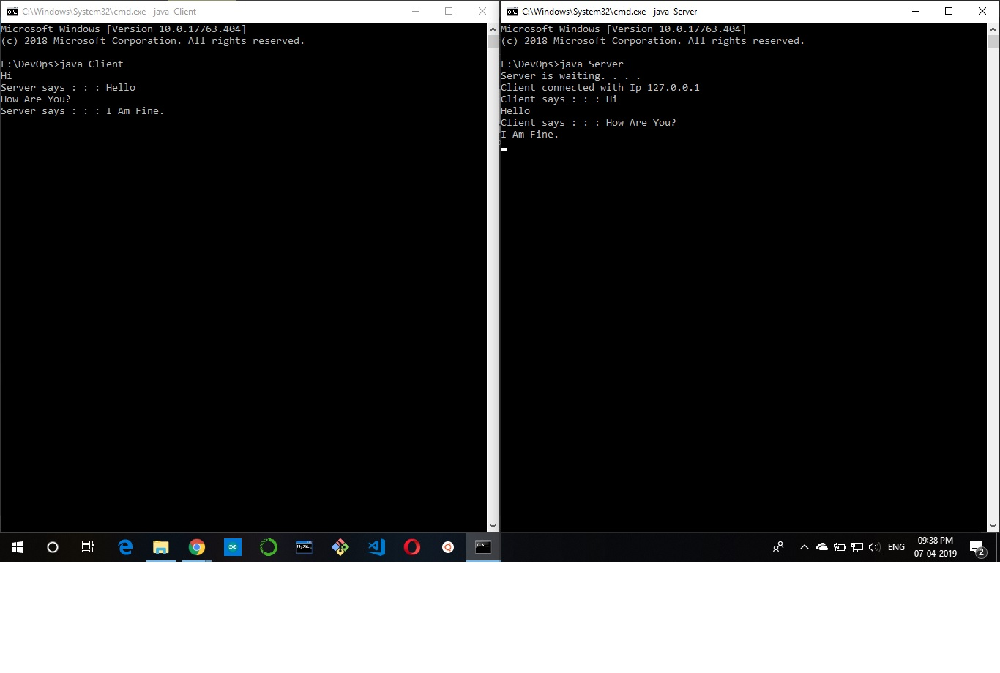 C:\Windows\System32\cmd.exe - java  Client
Microsoft Windows [Version 10.0.17763.404]
(c) 2018 Microsoft Corporation. All rights reserved.
F:\DevOps>java Client
Hi
Server says : : : Hello
How Are You?
Server says : : : I Am Fine.
C:\Windows\System32\cmd.exe - java  Server
Microsoft Windows [Version 10.0.17763.404]
(c) 2018 Microsoft Corporation. All rights reserved.
F:\DevOps>java Server
Server is waiting. . . .
Client connected with Ip 127.0.0.1
Client says : : : Hi
Hello
Client says : : : How Are You?
I Am Fine.
MySQL
ENG
09:38 PM
07-04-2019
2